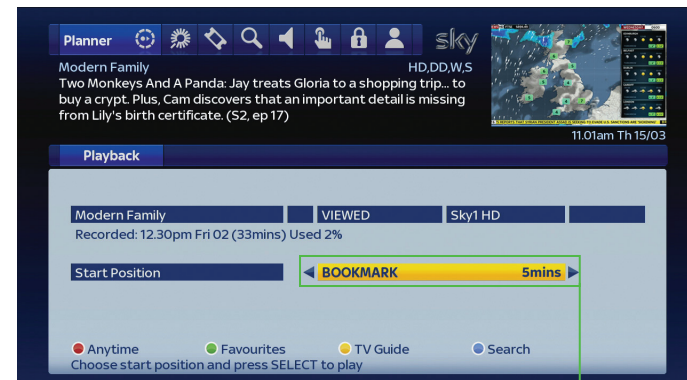 Planner
sky
Modern Family HD,DD,W,S
Two Monkeys And A Panda: Jay treats Gloria to a shopping trip... to
buy a crypt. Plus, Cam discovers that an important detail is missing
from Lily's birth certificate. (S2, ep 17)
11.01am Th 15/03
Playback
Modern Family VIEWED Sky1 HD
Recorded: 12.30pm Fri 02 (33mins) Used 2%
Start Position BOOKMARK 5mins
Anytime Favourites TV Guide Search
Choose start position and press SELECT to play